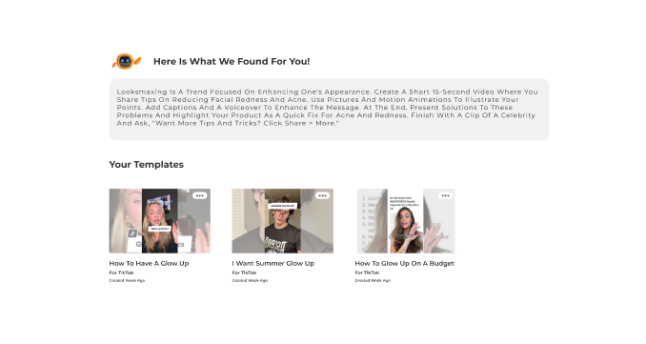 Here Is What We Found For You!
Looksmaxing Is A Trend Focused On Enhancing One's Appearance. Create A Short 15-Second Video Where You
Share Tips On Reducing Facial Redness And Acne. Use Pictures And Motion Animations To Illustrate Your
Points. Add Captions And A Voiceover To Enhance The Message. At The End, Present Solutions To These
Problems And Highlight Your Product As A Quick Fix For Acne And Redness. Finish With A Clip Of A Celebrity
And Ask, "Want More Tips And Tricks? Click Share > More."
Your Templates
How To Have A Glow Up
For TikTok
Created Week Ago
I Want Summer Glow Up
For TikTok
Created Week Ago
How To Glow Up On A Budget
For TikTok
Created Week Ago